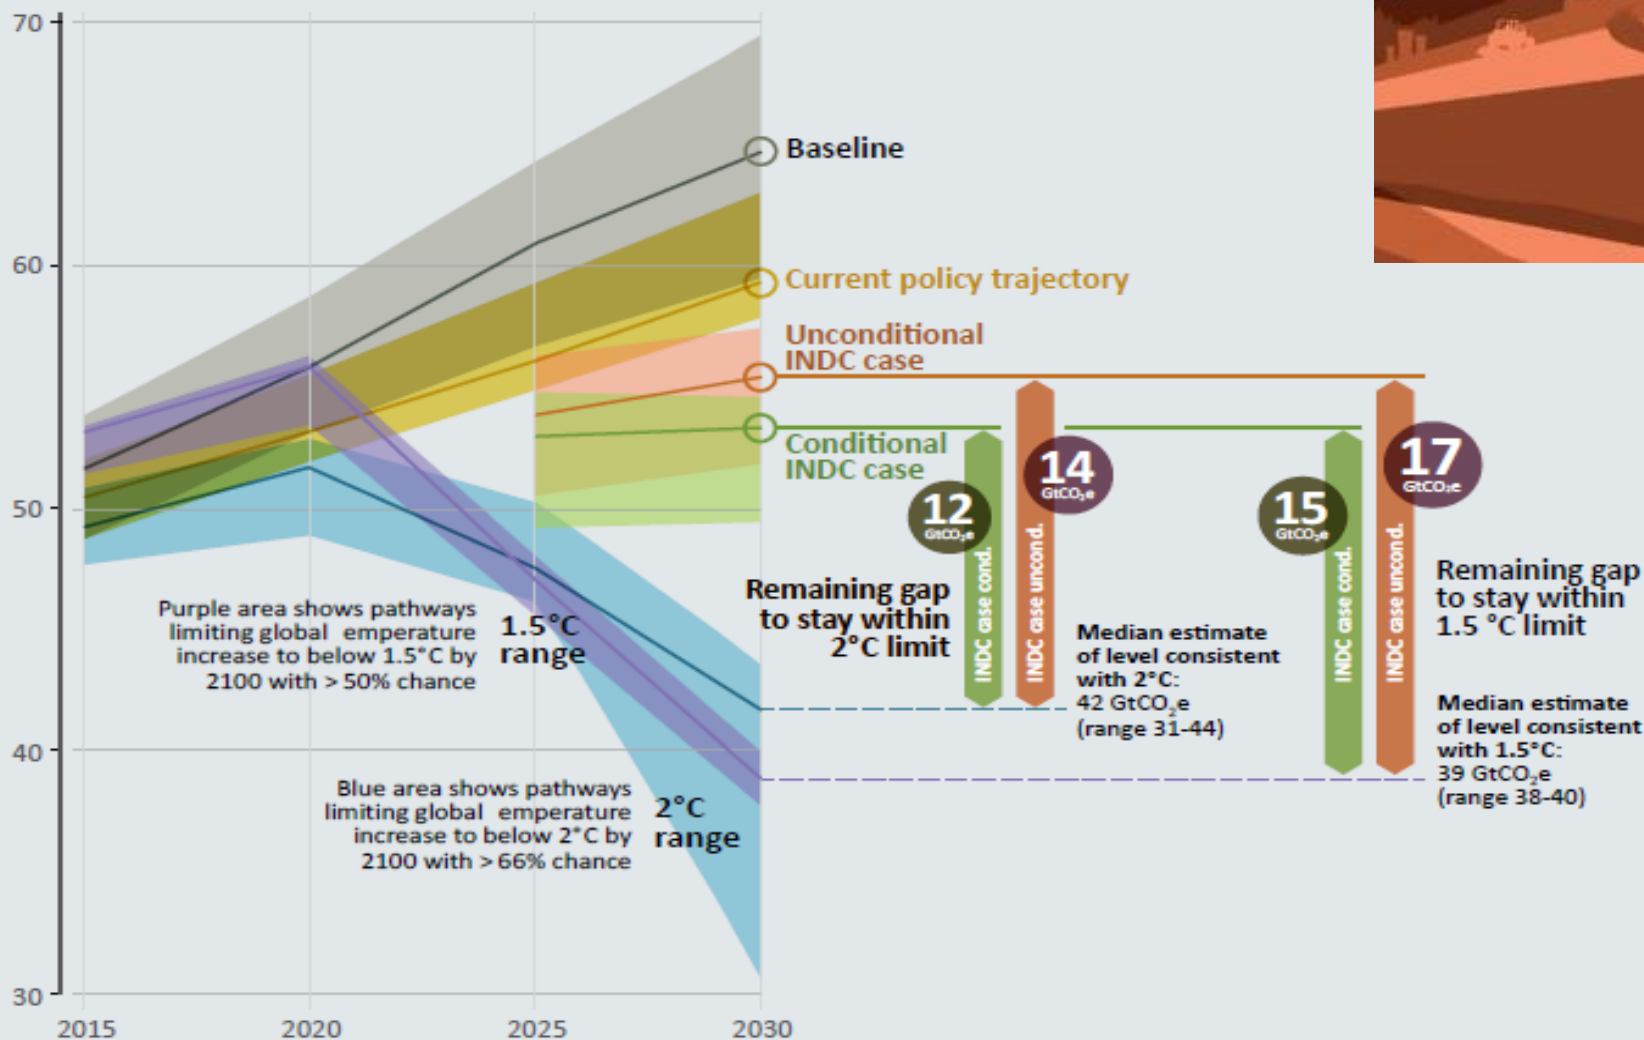 70
60
50
40
30
2015
2020
2025
2030
Baseline
Current policy trajectory
Unconditional
INDC case
Conditional
INDC case
Purple area shows pathways
limiting global emperature
increase to below 1.5°C by
2100 with > 50% chance
1.5°C
range
Blue area shows pathways
limiting global emperature
increase to below 2°C by
2100 with > 66% chance
2°C
range
Remaining gap
to stay within
2°C limit
12
GtCO₂e
INDC case cond.
14
GtCO₂e
INDC case uncond.
Median estimate
of level consistent
with 2°C:
42 GtCO₂e
(range 31-44)
15
GtCO₂e
INDC case cond.
17
GtCO₂e
INDC case uncond.
Remaining gap
to stay within
1.5 °C limit
Median estimate
of level consistent
with 1.5°C:
39 GtCO₂e
(range 38-40)